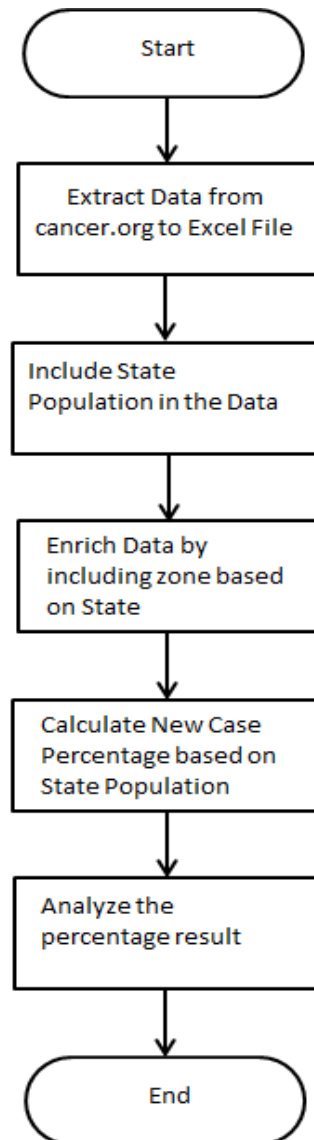 Start
Extract Data from
cancer.org to Excel File
Include State
Population in the Data
Enrich Data by
including zone based
on State
Calculate New Case
Percentage based on
State Population
Analyze the
percentage result
End